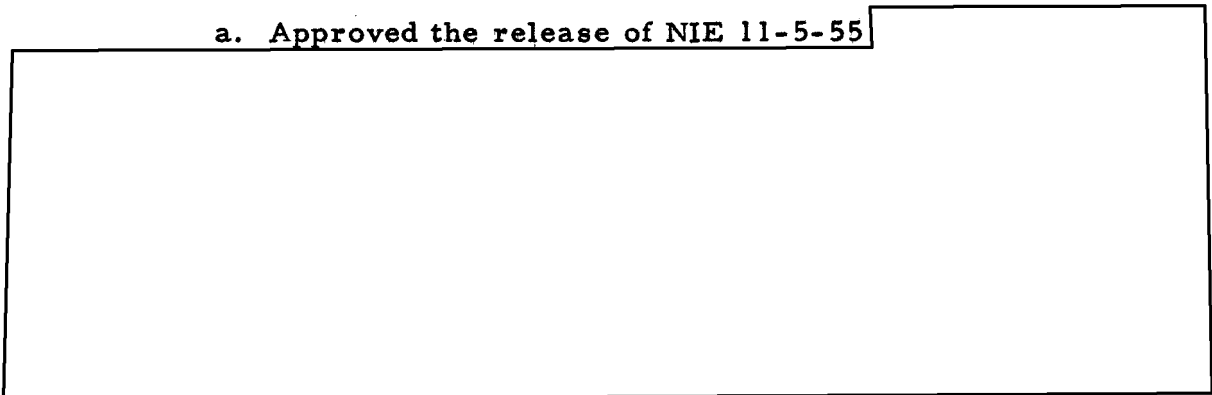 a. Approved the release of NIE 11-5-55